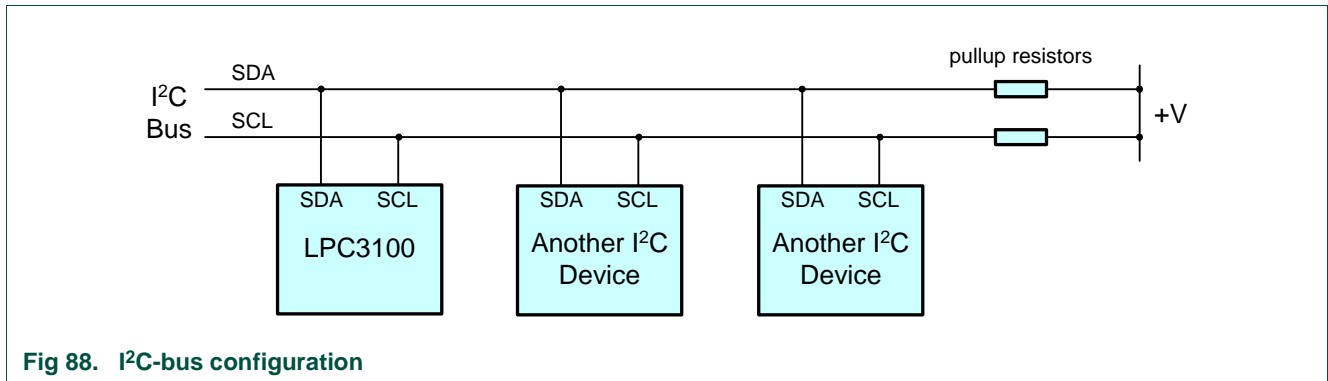 pullup resistors
SDA
I2C
Bus
SCL
+V
SDA SCL
LPC3100
SDA SCL
Another I2C
Device
SDA SCL
Another I2C
Device
Fig 88. I2C-bus configuration